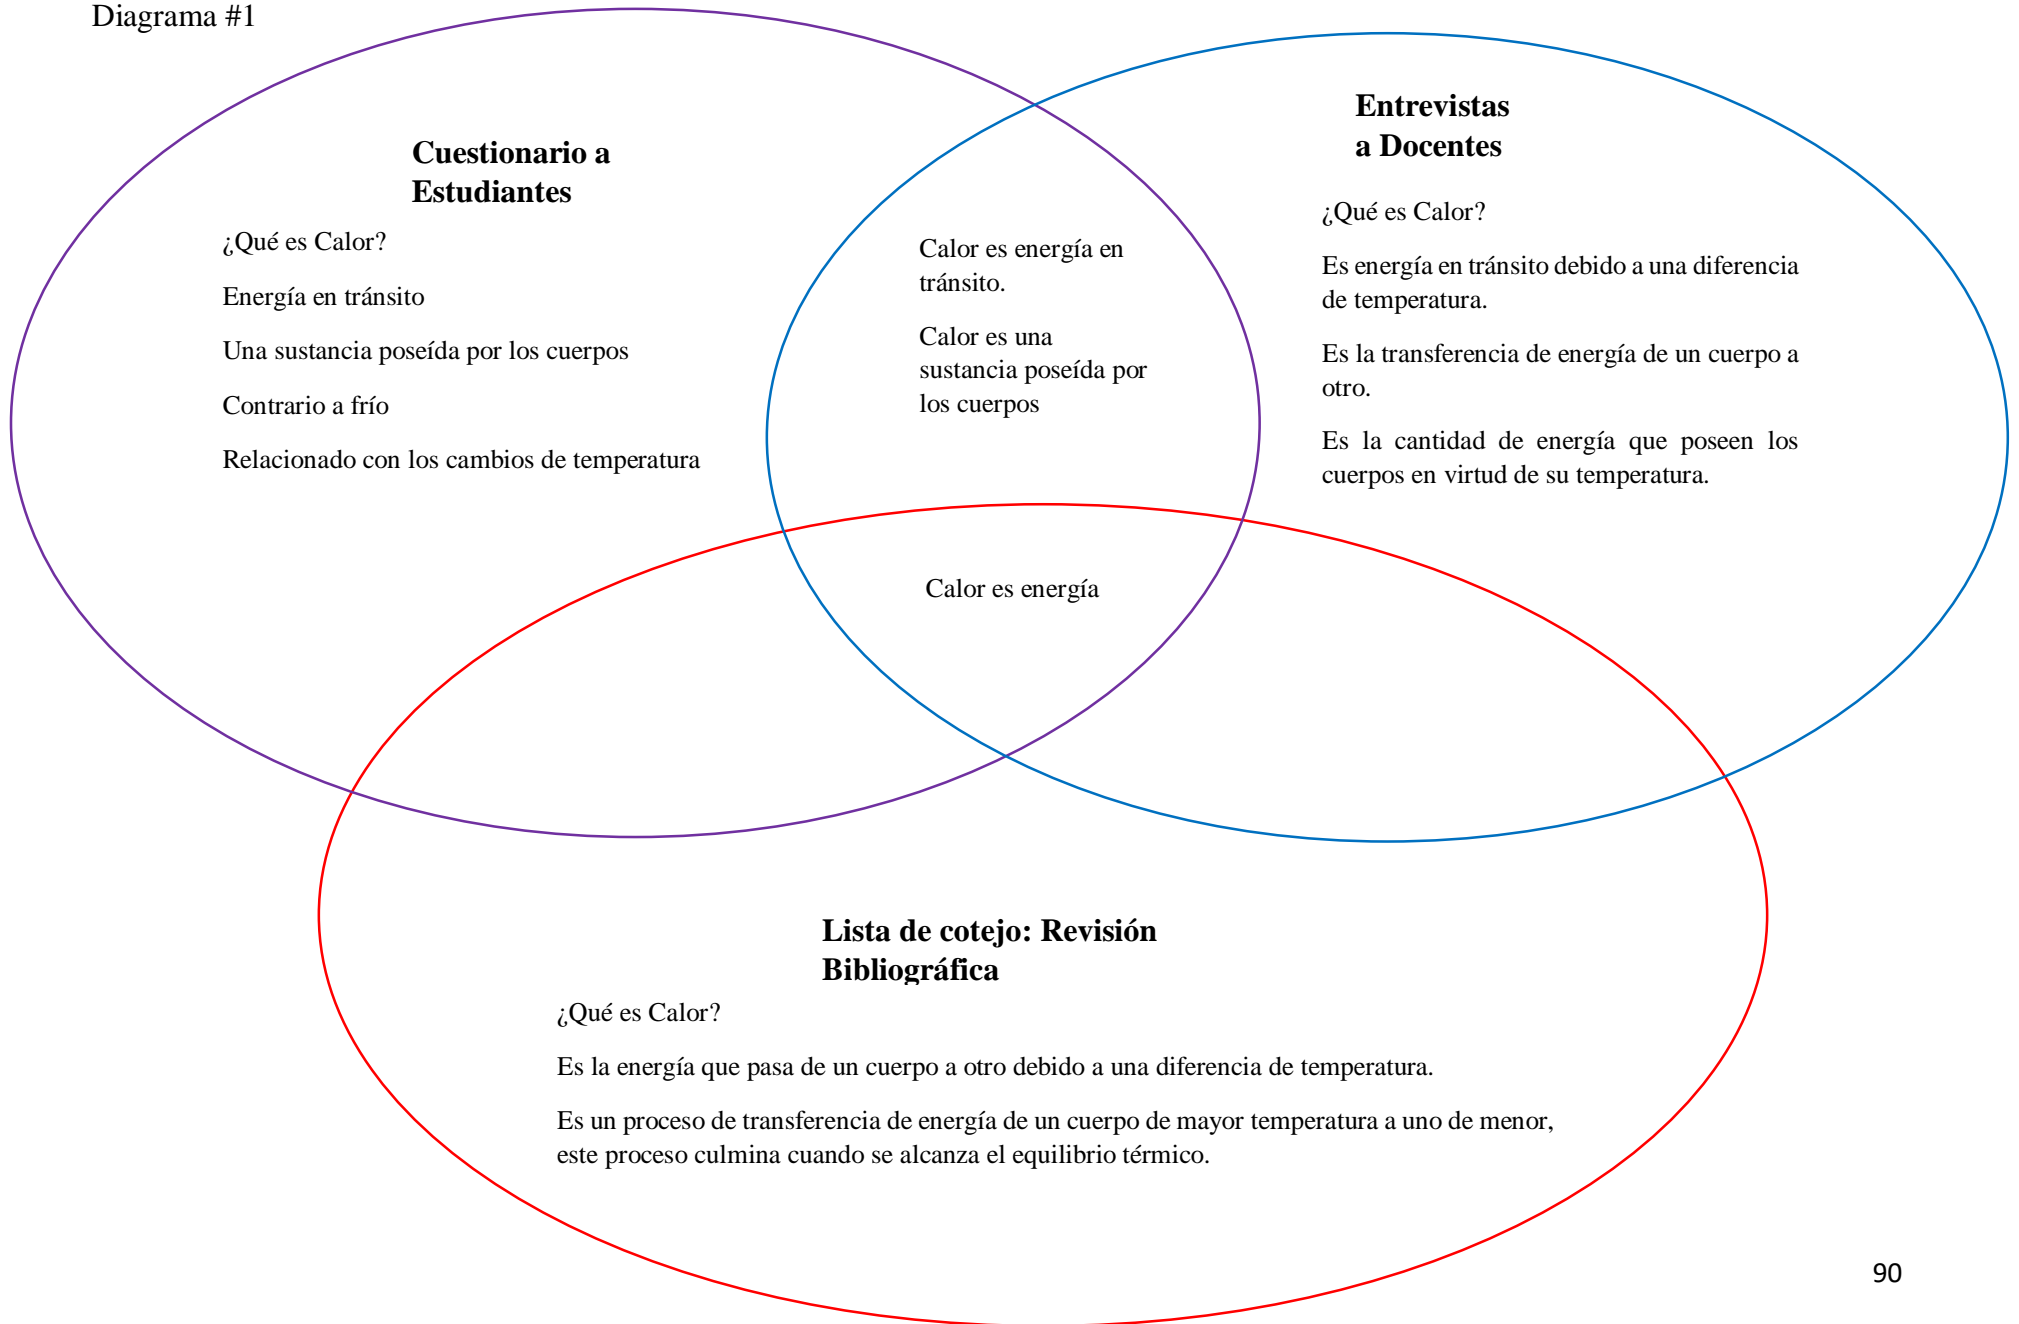 Diagrama #1
Cuestionario a
Estudiantes
¿Qué es Calor?
Energía en tránsito
Una sustancia poseída por los cuerpos
Contrario a frío
Relacionado con los cambios de temperatura
Calor es energía en
tránsito.
Calor es una
sustancia poseída por
los cuerpos
Entrevistas
a Docentes
¿Qué es Calor?
Es energía en tránsito debido a una diferencia
de temperatura.
Es la transferencia de energía de un cuerpo a
otro.
Es la cantidad de energía que poseen los
cuerpos en virtud de su temperatura.
Calor es energía
Lista de cotejo: Revisión
Bibliográfica
¿Qué es Calor?
Es la energía que pasa de un cuerpo a otro debido a una diferencia de temperatura.
Es un proceso de transferencia de energía de un cuerpo de mayor temperatura a uno de menor,
este proceso culmina cuando se alcanza el equilibrio térmico.
90